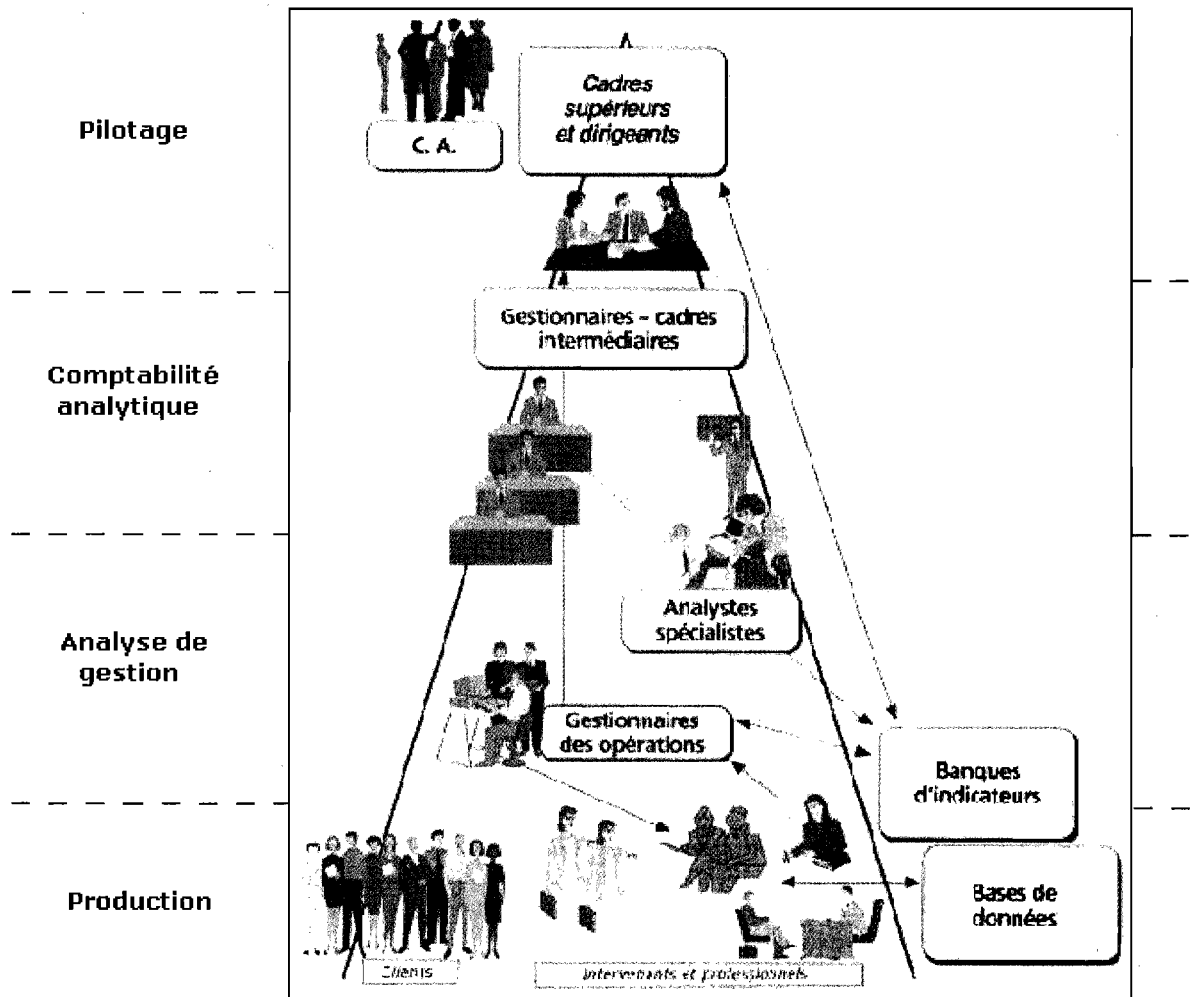 Pilotage
C. A.
Cadres
supérieurs
et dirigeants
Gestionnaires – cadres
intermédiaires
Comptabilité
analytique
Analystes
spécialistes
Analyse de
gestion
Gestionnaires
des opérations
Banques
d'indicateurs
Production
Bases de
données
Clients
Intervenants et professionnels